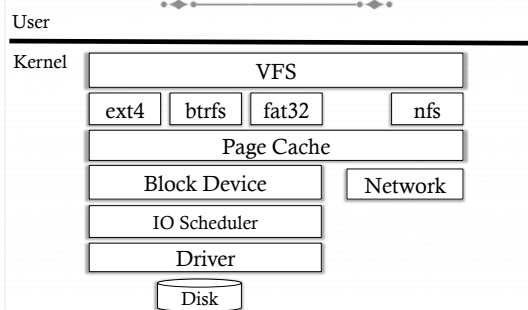 User
Kernel
VFS
ext4 btrfs fat32 nfs
Page Cache
Block Device
Network
IO Scheduler
Driver
Disk